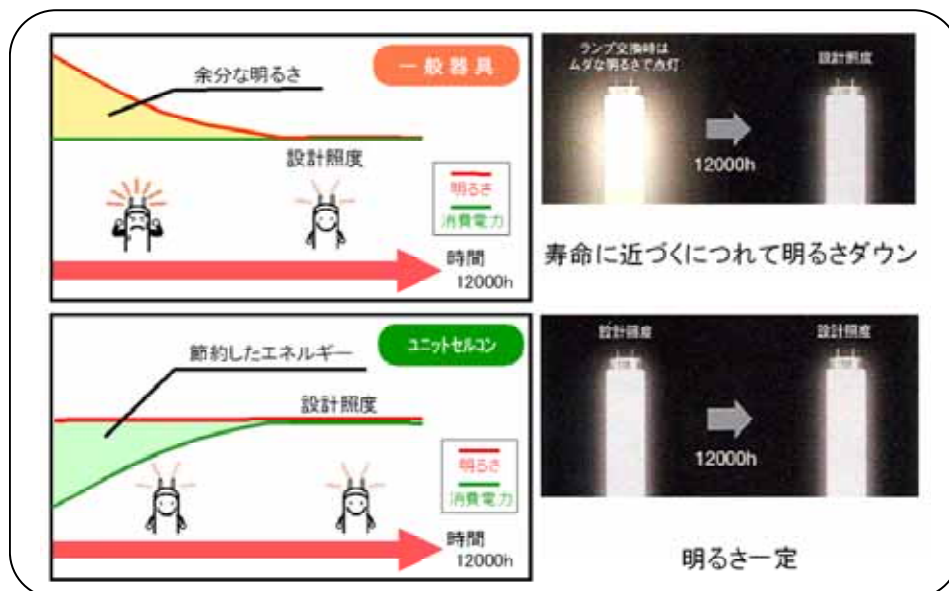 一般器具
余分な明るさ
設計照度
明るさ
消費電力
時間
12000h
ランプ交換時は
ムダな明るさで点灯
設計照度
12000h
寿命に近づくにつれて明るさダウン
ユニットセルコン
節約したエネルギー
設計照度
明るさ
消費電力
時間
12000h
設計照度
設計照度
12000h
明るさ一定